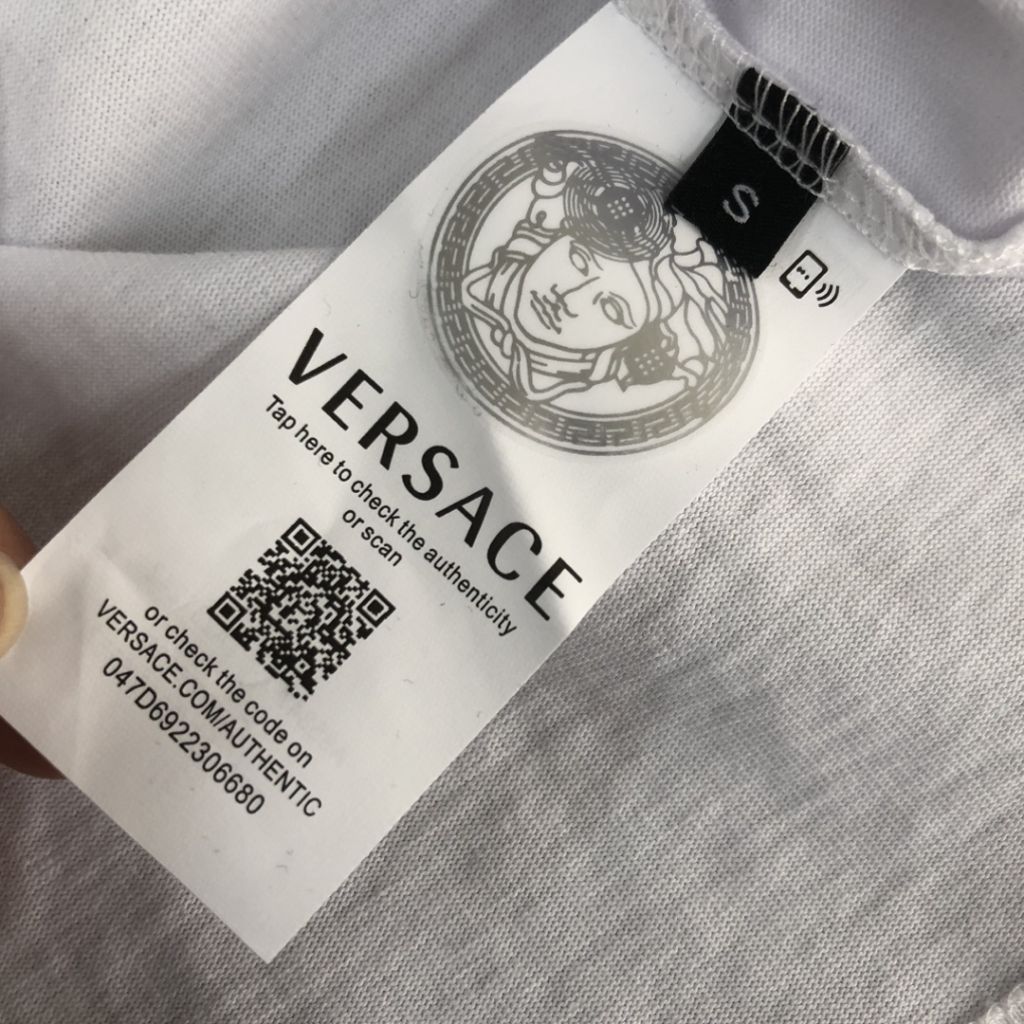 S
VERSACE
Tap here to check the authenticity
or scan
or check the code on
VERSACE.COM/AUTHENTIC
047D6922306680